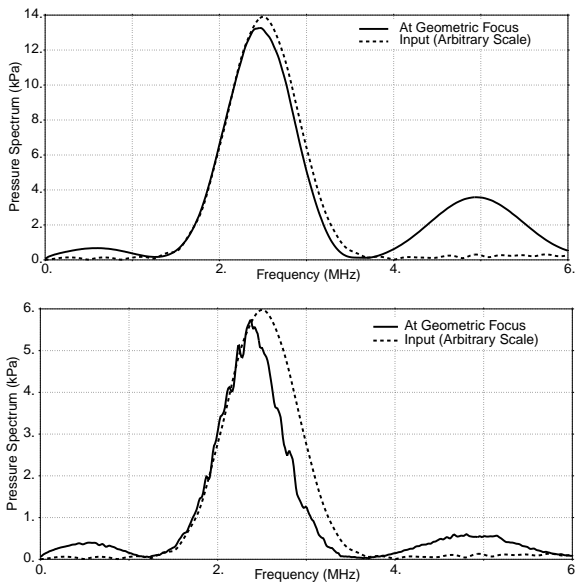 14.
12.
10.
8.
6.
4.
2.
0.
Pressure Spectrum (kPa)
At Geometric Focus
Input (Arbitrary Scale)
0. 2. 4. 6.
Frequency (MHz)
6.
5.
4.
3.
2.
1.
0.
Pressure Spectrum (kPa)
At Geometric Focus
Input (Arbitrary Scale)
0. 2. 4. 6
Frequency (MHz)